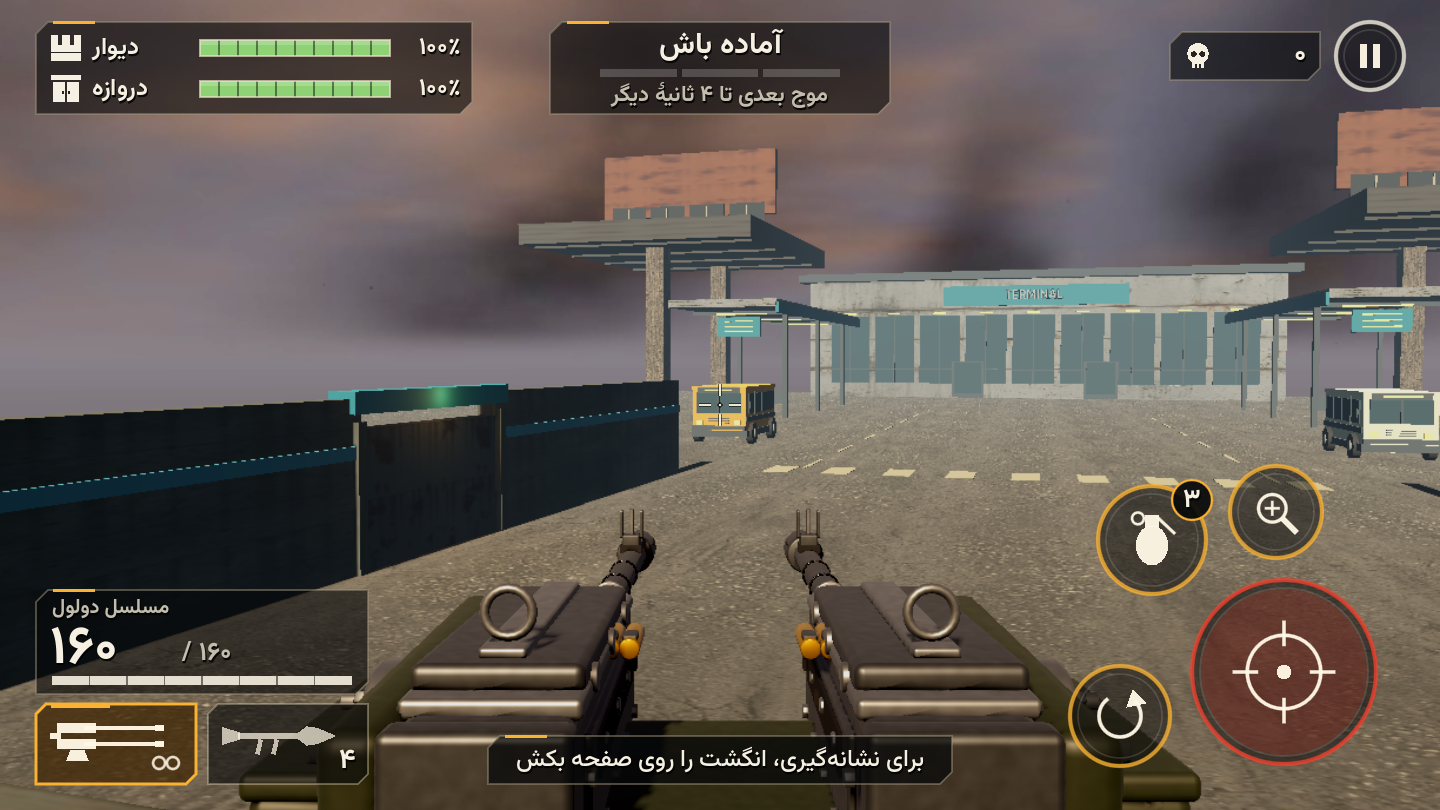 دیوار ۱۰۰٪
دروازه ۱۰۰٪
آماده باش
موج بعدی تا ۴ ثانیهٔ دیگر
۰
TERMINAL
۳
مسلسل دولول
۱۶۰ / ۱۶۰
∞
۴
برای نشانه‌گیری، انگشت را روی صفحه بکش